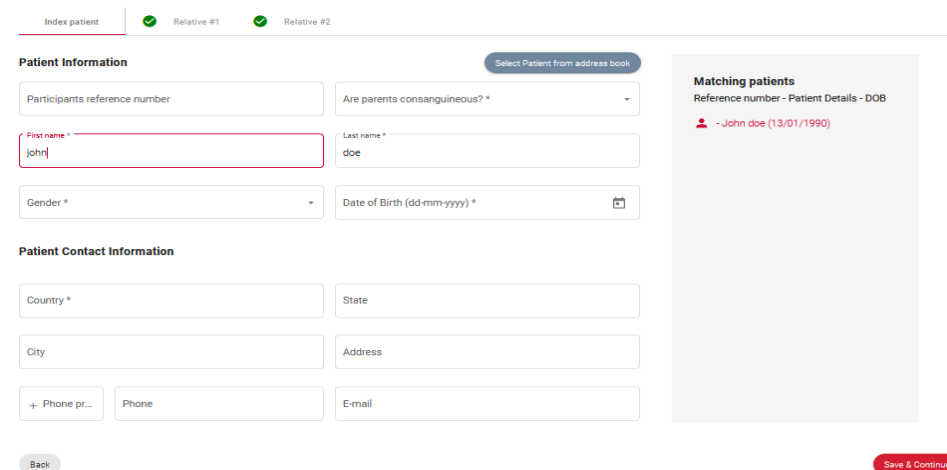 Index patient
Relative #1
Relative #2
Patient Information
Select Patient from address book
Participants reference number
Are parents consanguineous? *
First name *
john
Last name *
doe
Gender *
Date of Birth (dd-mm-yyyy) *
Patient Contact Information
Country *
State
City
Address
+ Phone pr...
Phone
E-mail
Back
Save & Continue
Matching patients
Reference number - Patient Details - DOB
- John doe (13/01/1990)